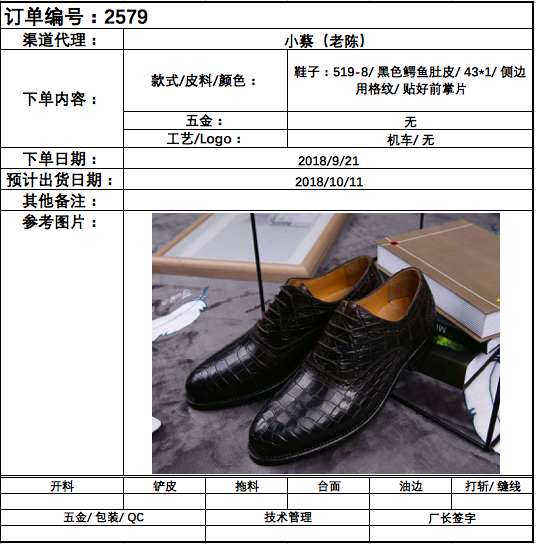 订单编号：2579
渠道代理：
小蔡（老陈）
下单内容：
款式/皮料/颜色：
鞋子：519-8/ 黑色鳄鱼肚皮/ 43*1/ 侧边
用格纹/ 贴好前掌片
五金：
无
工艺/Logo：
机车/ 无
下单日期：
2018/9/21
预计出货日期：
2018/10/11
其他备注：
参考图片：
开料
铲皮
拖料
台面
油边
打斩/ 缝线
五金/ 包装/ QC
技术管理
厂长签字